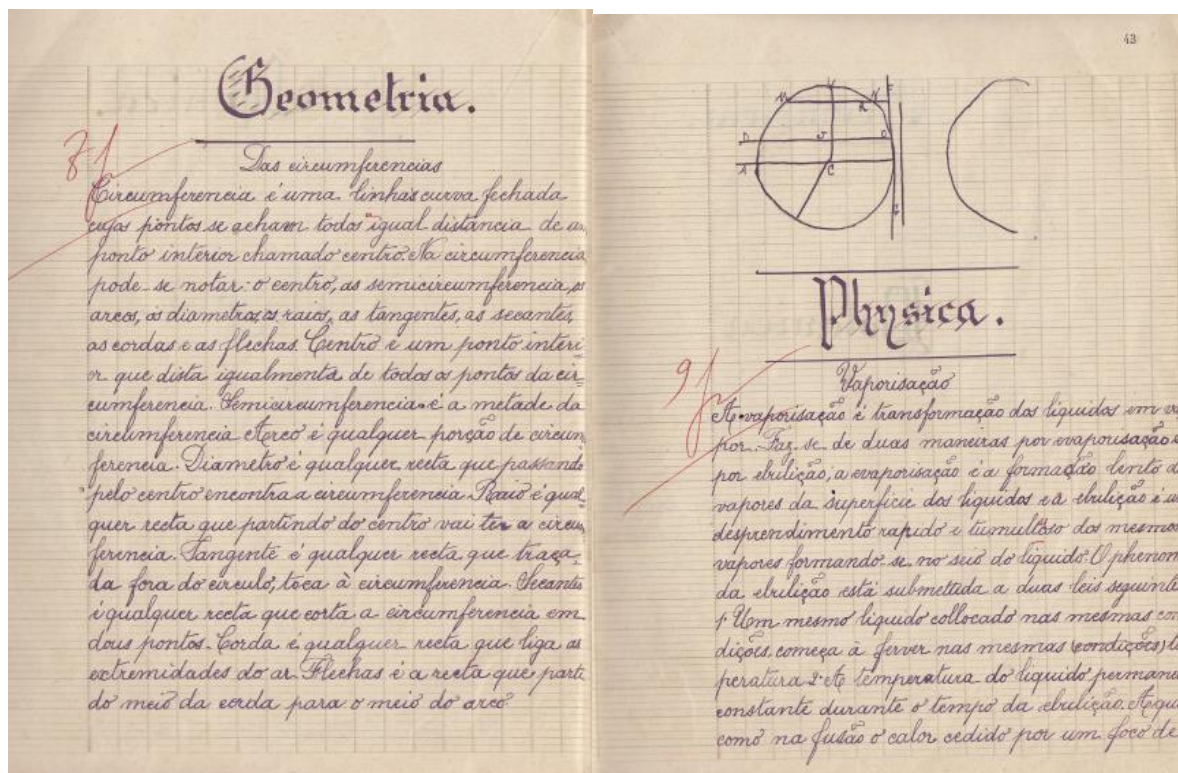 Geometria.
8
Das circumferencias
Circumferencia é uma linhas curva fechada
cujos pontos se acham todos igual distancia de um
ponto interior chamado centro. Na circumferencia
pode-se notar: o centro, as semicircumferencia, os
arcos, os diametros, os raios, as tangentes, as secantes,
as cordas e as flechas. Centro é um ponto interi-
or que dista igualmenta de todos os pontos da cir-
cumferencia. Semicircumferencia é a metade da
circumferencia Arco é qualquer porção de circum
ferencia. Diametro é qualquer recta que passando
pelo centro encontra a circumferencia. Raio é qual-
quer recta que partindo do centro vai ter a circum
ferencia. Tangente é qualquer recta que traça-
da fora do circulo, toca á circumferencia. Secante
é qualquer recta que corta a circumferencia em
dous pontos. Corda é qualquer recta que liga as
extremidades do ar. Flechas é a recta que parte
do meio da corda para o meio do arco
43
D
A
C
Physica.
9
Vaporisação
A vaporisação é transformação dos liquidos em va
por. Faz-se de duas maneiras por evaporisação e
por ebulição, a evaporisação é a formação lento d
vapores da superficie dos liquidos e á ebulição é u
desprendimento rapido e tumultoso dos mesmos
vapores formando-se no suo do liquido. O phenom
da ebulição está submettida a duas leis seguinte
1 Um mesmo liquido collocado nas mesmas con
dições, começa á ferver nas mesmas (condições) te
peratura 2ª A temperatura do liquido permane
constante durante o tempo da ebulição. Aqui
como na fusão o calor cedido por um foco de